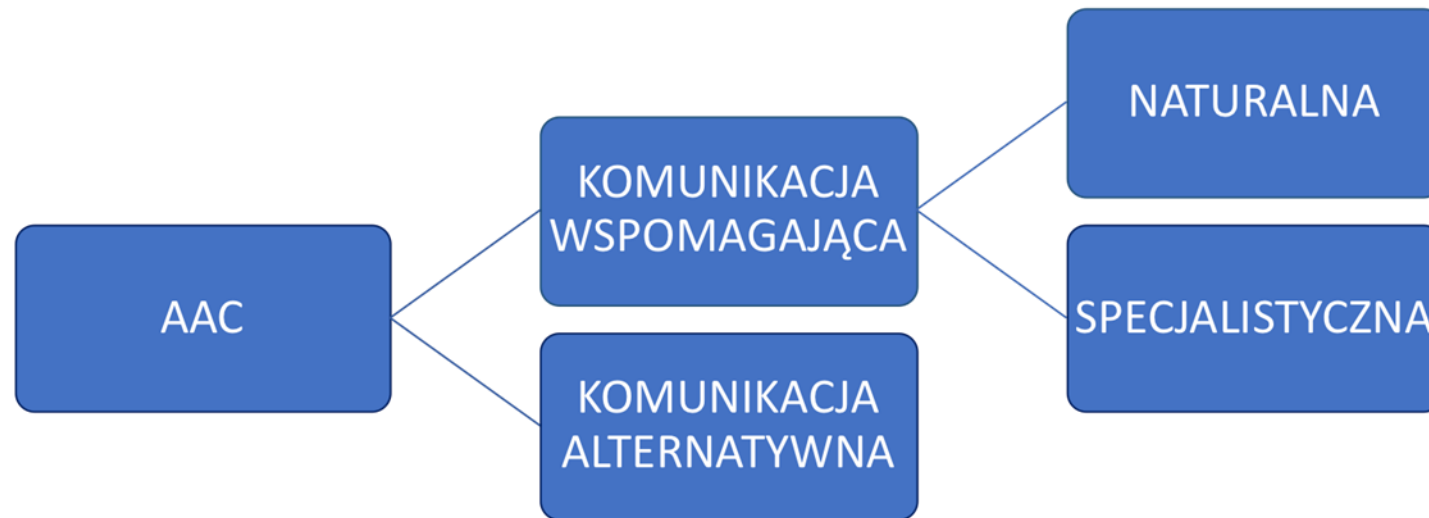 AAC
KOMUNIKACJA
WSPOMAGAJĄCA
KOMUNIKACJA
ALTERNATYWNA
NATURALNA
SPECJALISTYCZNA